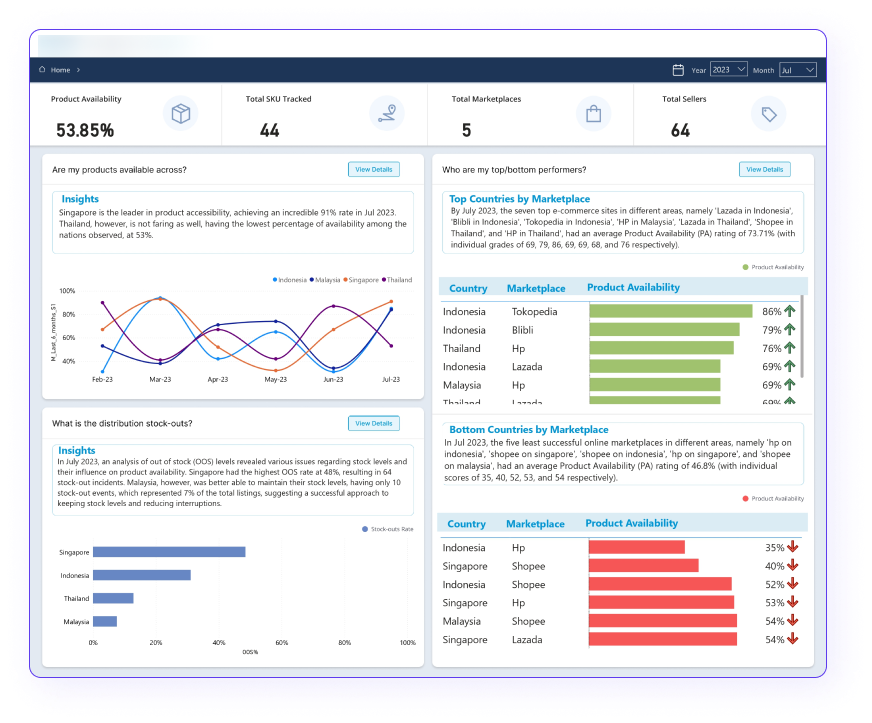 Home
Year 2023 Month Jul
Product Availability
53.85%
Total SKU Tracked
44
Total Marketplaces
5
Total Sellers
64
Are my products available across?
View Details
Insights
Singapore is the leader in product accessibility, achieving an incredible 91% rate in Jul 2023.
Thailand, however, is not faring as well, having the lowest percentage of availability among the
nations observed, at 53%.
Indonesia Malaysia Singapore Thailand
M_Last_6_months_S1
100%
80%
60%
40%
Feb-23 Mar-23 Apr-23 May-23 Jun-23 Jul-23
What is the distribution stock-outs?
View Details
Insights
In July 2023, an analysis of out of stock (OOS) levels revealed various issues regarding stock levels and
their influence on product availability. Singapore had the highest OOS rate at 48%, resulting in 64
stock-out incidents. Malaysia, however, was better able to maintain their stock levels, having only 10
stock-out events, which represented 7% of the total listings, suggesting a successful approach to
keeping stock levels and reducing interruptions.
Stock-outs Rate
Singapore
Indonesia
Thailand
Malaysia
0% 20% 40% 60% 80% 100%
OOS%
Who are my top/bottom performers?
View Details
Top Countries by Marketplace
By July 2023, the seven top e-commerce sites in different areas, namely 'Lazada in Indonesia',
'Blibli in Indonesia', 'Tokopedia in Indonesia', 'HP in Malaysia', 'Lazada in Thailand', 'Shopee in
Thailand', and 'HP in Thailand', had an average Product Availability (PA) rating of 73.71% (with
individual grades of 69, 79, 86, 69, 69, 68, and 76 respectively).
Product Availability
Country Marketplace Product Availability
Indonesia Tokopedia 86%
Indonesia Blibli 79%
Thailand Hp 76%
Indonesia Lazada 69%
Malaysia Hp 69%
Thailand Lazada 69%
Bottom Countries by Marketplace
In Jul 2023, the five least successful online marketplaces in different areas, namely 'hp on
indonesia', 'shopee on singapore', 'shopee on indonesia', 'hp on singapore', and 'shopee
on malaysia', had an average Product Availability (PA) rating of 46.8% (with individual
scores of 35, 40, 52, 53, and 54 respectively).
Product Availability
Country Marketplace Product Availability
Indonesia Hp 35%
Singapore Shopee 40%
Indonesia Shopee 52%
Singapore Hp 53%
Malaysia Shopee 54%
Singapore Lazada 54%